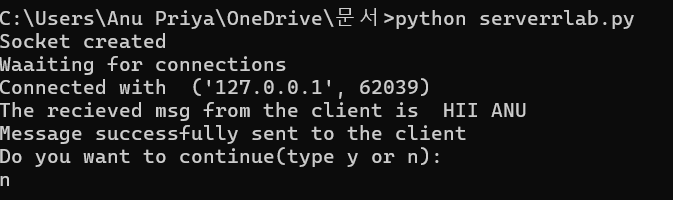 C:\Users\Anu Priya\OneDrive\문서>python serverrlab.py
Socket created
Waaiting for connections
Connected with  ('127.0.0.1', 62039)
The recieved msg from the client is  HII ANU
Message successfully sent to the client
Do you want to continue(type y or n):
n